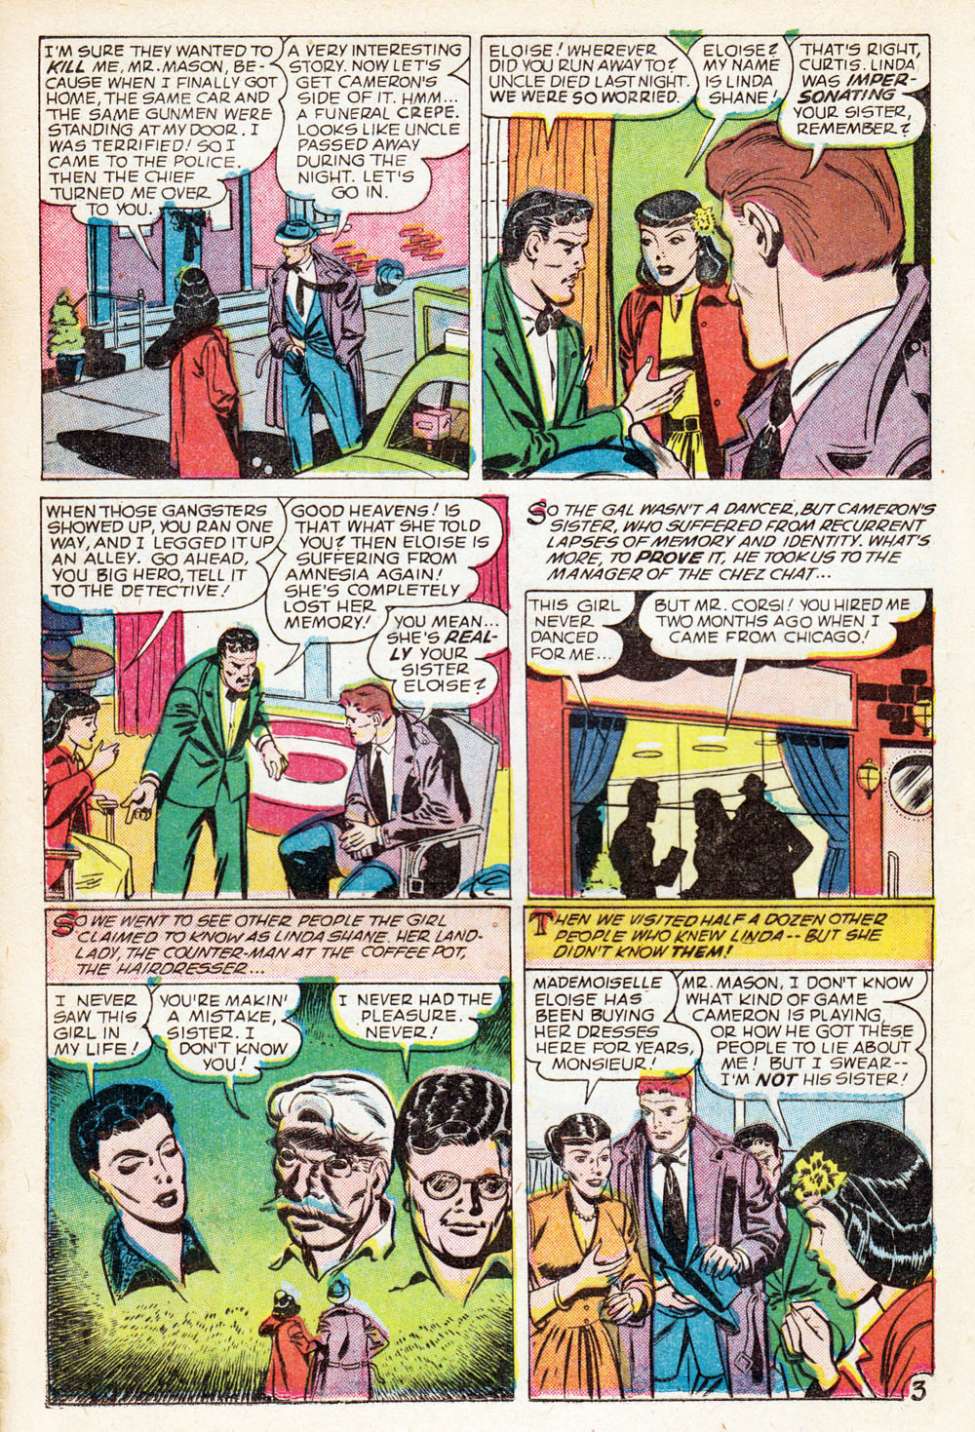 I'M SURE THEY WANTED TO
KILL ME, MR. MASON, BE-
CAUSE WHEN I FINALLY GOT
HOME, THE SAME CAR AND
THE SAME GUNMEN WERE
STANDING AT MY DOOR. I
WAS TERRIFIED! SO I
CAME TO THE POLICE.
THEN THE CHIEF
TURNED ME OVER
TO YOU.
A VERY INTERESTING
STORY. NOW LET'S
GET CAMERON'S
SIDE OF IT. HMM...
A FUNERAL CREPE.
LOOKS LIKE UNCLE
PASSED AWAY
DURING THE
NIGHT. LET'S
GO IN.
ELOISE! WHEREVER
DID YOU RUN AWAY TO?
UNCLE DIED LAST NIGHT.
WE WERE SO WORRIED.
ELOISE?
MY NAME
IS LINDA
SHANE!
THAT'S RIGHT,
CURTIS. LINDA
WAS IMPER-
SONATING
YOUR SISTER,
REMEMBER?
WHEN THOSE GANGSTERS
SHOWED UP, YOU RAN ONE
WAY, AND I LEGGED IT UP
AN ALLEY. GO AHEAD,
YOU BIG HERO, TELL IT
TO THE DETECTIVE!
GOOD HEAVENS! IS
THAT WHAT SHE TOLD
YOU? THEN ELOISE IS
SUFFERING FROM
AMNESIA AGAIN!
SHE'S COMPLETELY
LOST HER
MEMORY!
YOU MEAN...
SHE'S REAL-
LY YOUR
SISTER
ELOISE?
SO THE GAL WASN'T A DANCER, BUT CAMERON'S
SISTER, WHO SUFFERED FROM RECURRENT
LAPSES OF MEMORY AND IDENTITY. WHAT'S
MORE, TO PROVE IT, HE TOOK US TO THE
MANAGER OF THE CHEZ CHAT...
THIS GIRL
NEVER
DANCED
FOR ME...
BUT MR. CORSI! YOU HIRED ME
TWO MONTHS AGO WHEN I
CAME FROM CHICAGO!
SO WE WENT TO SEE OTHER PEOPLE THE GIRL
CLAIMED TO KNOW AS LINDA SHANE. HER LAND-
LADY, THE COUNTER-MAN AT THE COFFEE POT,
THE HAIRDRESSER...
I NEVER
SAW THIS
GIRL IN
MY LIFE!
YOU'RE MAKIN'
A MISTAKE,
SISTER. I
DON'T KNOW
YOU!
I NEVER HAD THE
PLEASURE.
NEVER!
THEN WE VISITED HALF A DOZEN OTHER
PEOPLE WHO KNEW LINDA-- BUT SHE
DIDN'T KNOW THEM!
MADEMOISELLE
ELOISE HAS
BEEN BUYING
HER DRESSES
HERE FOR YEARS,
MONSIEUR!
MR. MASON, I DON'T KNOW
WHAT KIND OF GAME
CAMERON IS PLAYING,
OR HOW HE GOT THESE
PEOPLE TO LIE ABOUT
ME! BUT I SWEAR--
I'M NOT HIS SISTER!
3